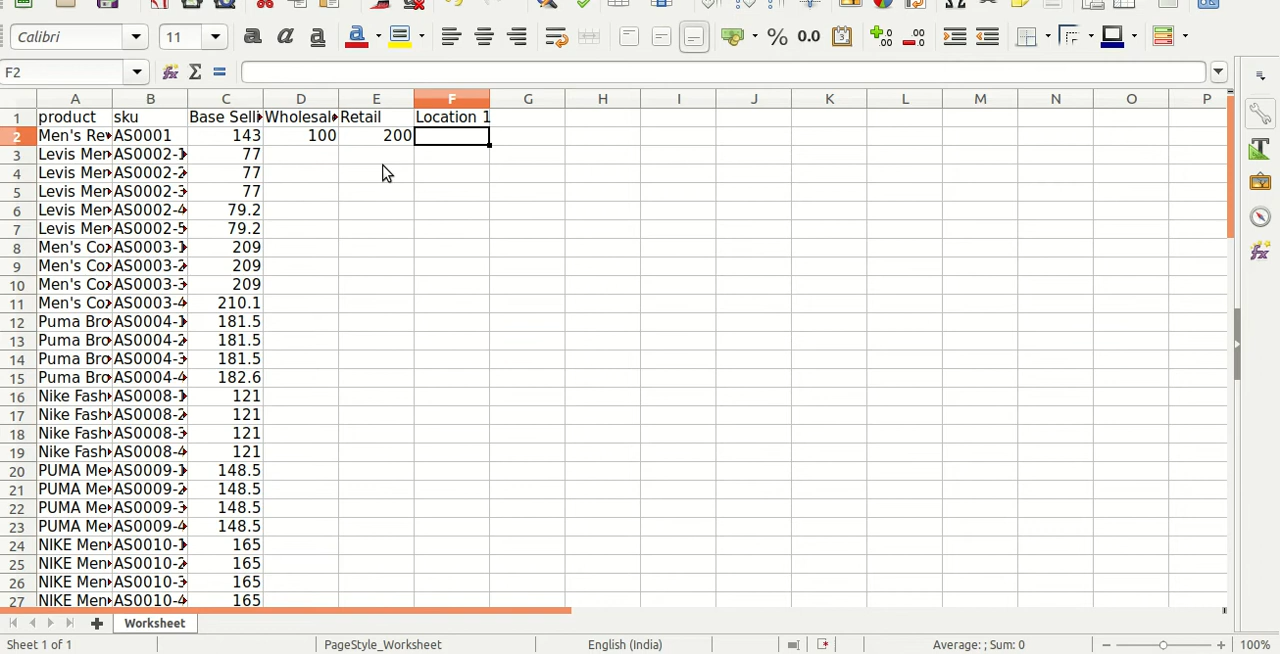 Calibri 11 a a a % 0.0
F2 fx Σ =
A B C D E F G H I J K L M N O P
1 product sku Base Selli Wholesal Retail Location 1
2 Men's Re AS0001 143 100 200
3 Levis Men AS0002-1 77
4 Levis Men AS0002-2 77
5 Levis Men AS0002-3 77
6 Levis Men AS0002-4 79.2
7 Levis Men AS0002-5 79.2
8 Men's Co AS0003-1 209
9 Men's Co AS0003-2 209
10 Men's Co AS0003-3 209
11 Men's Co AS0003-4 210.1
12 Puma Bro AS0004-1 181.5
13 Puma Bro AS0004-2 181.5
14 Puma Bro AS0004-3 181.5
15 Puma Bro AS0004-4 182.6
16 Nike Fash AS0008-1 121
17 Nike Fash AS0008-2 121
18 Nike Fash AS0008-3 121
19 Nike Fash AS0008-4 121
20 PUMA Me AS0009-1 148.5
21 PUMA Me AS0009-2 148.5
22 PUMA Me AS0009-3 148.5
23 PUMA Me AS0009-4 148.5
24 NIKE Men AS0010-1 165
25 NIKE Men AS0010-2 165
26 NIKE Men AS0010-3 165
27 NIKE Men AS0010-4 165
Worksheet
Sheet 1 of 1 PageStyle_Worksheet English (India) Average: ; Sum: 0 100%